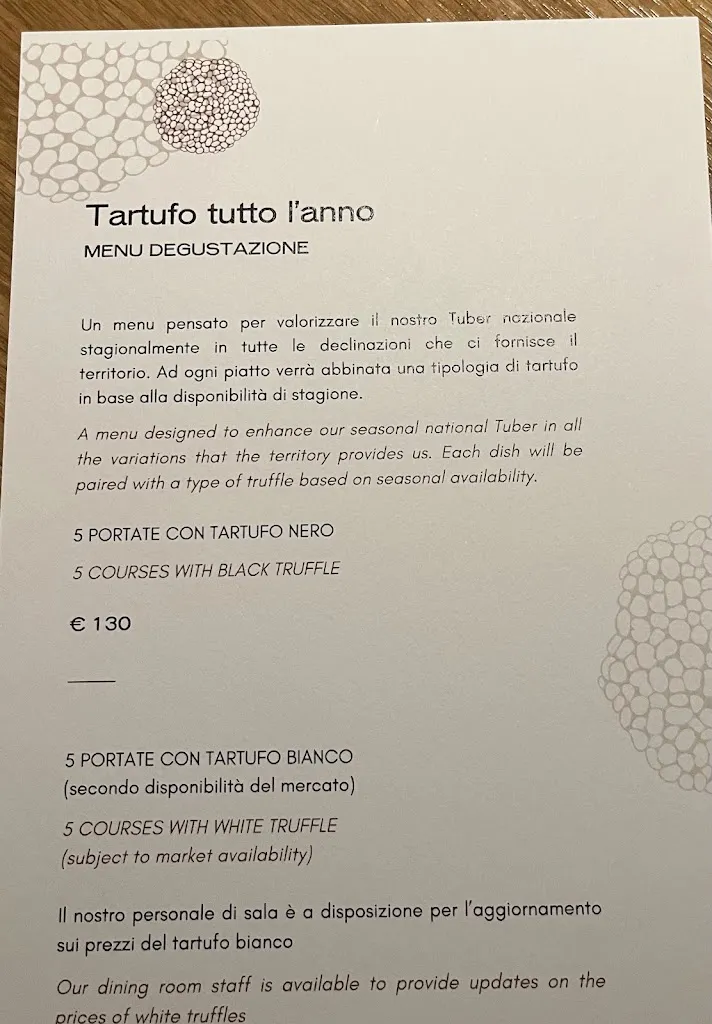 Tartufo tutto l'anno
MENU DEGUSTAZIONE
Un menu pensato per valorizzare il nostro Tuber nazionale
stagionalmente in tutte le declinazioni che ci fornisce il
territorio. Ad ogni piatto verrà abbinata una tipologia di tartufo
in base alla disponibilità di stagione.
A menu designed to enhance our seasonal national Tuber in all
the variations that the territory provides us. Each dish will be
paired with a type of truffle based on seasonal availability.
5 PORTATE CON TARTUFO NERO
5 COURSES WITH BLACK TRUFFLE
€ 130
5 PORTATE CON TARTUFO BIANCO
(secondo disponibilità del mercato)
5 COURSES WITH WHITE TRUFFLE
(subject to market availability)
Il nostro personale di sala è a disposizione per l'aggiornamento
sui prezzi del tartufo bianco
Our dining room staff is available to provide updates on the
prices of white truffles